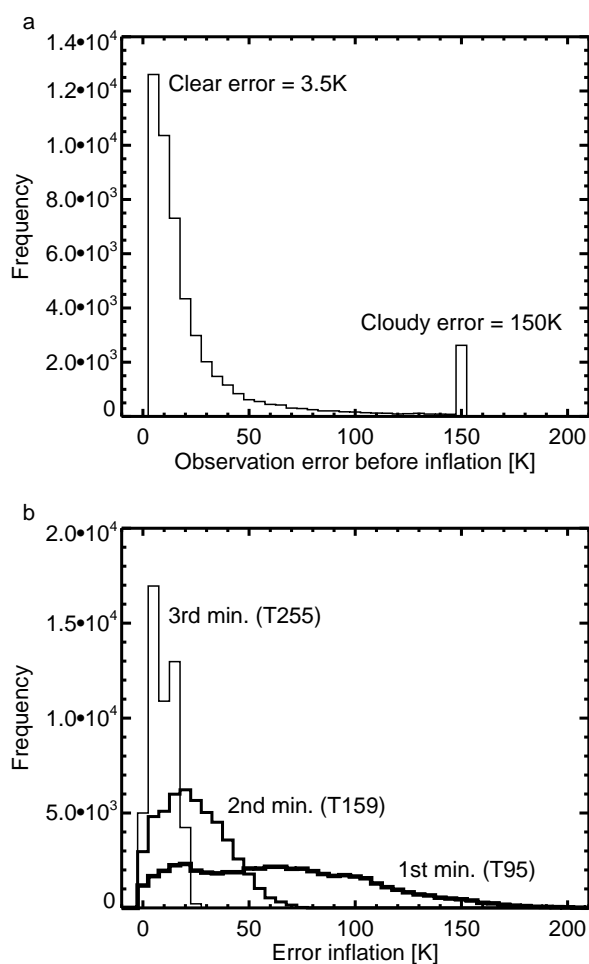 a
1.4•10⁴
1.2•10⁴
1.0•10⁴
8.0•10³
6.0•10³
4.0•10³
2.0•10³
0
Frequency
Clear error = 3.5K
Cloudy error = 150K
0 50 100 150 200
Observation error before inflation [K]
b
2.0•10⁴
1.5•10⁴
1.0•10⁴
5.0•10³
0
Frequency
3rd min. (T255)
2nd min. (T159)
1st min. (T95)
0 50 100 150 200
Error inflation [K]